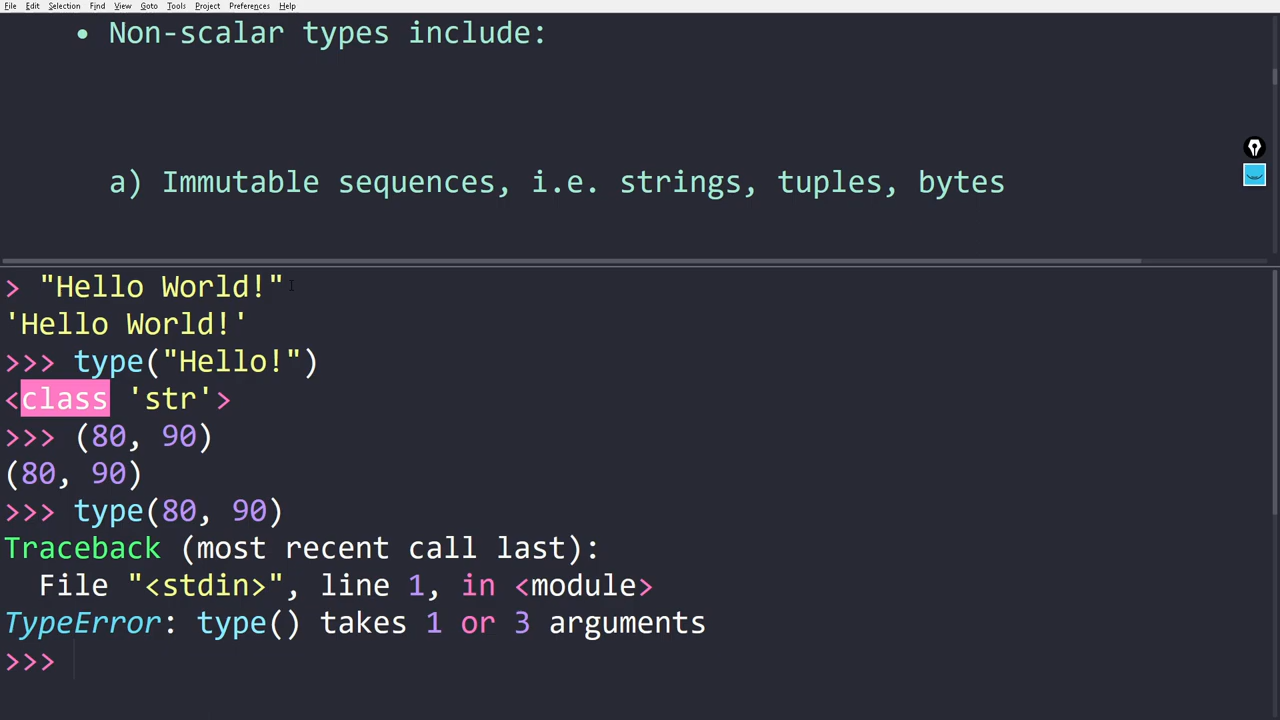 File Edit Selection Find View Goto Tools Project Preferences Help
• Non-scalar types include:
a) Immutable sequences, i.e. strings, tuples, bytes
> "Hello World!"
'Hello World!'
>>> type("Hello!")
<class 'str'>
>>> (80, 90)
(80, 90)
>>> type(80, 90)
Traceback (most recent call last):
  File "<stdin>", line 1, in <module>
TypeError: type() takes 1 or 3 arguments
>>>